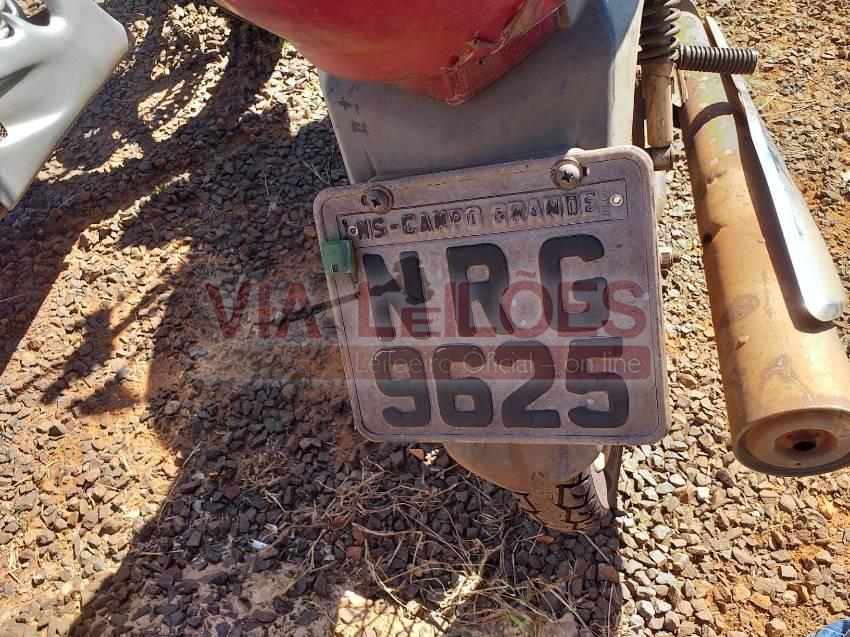 MS-CAMPO GRANDE
NRG
9625
VIA LEILÕES
Leiloeiro Oficial - on line